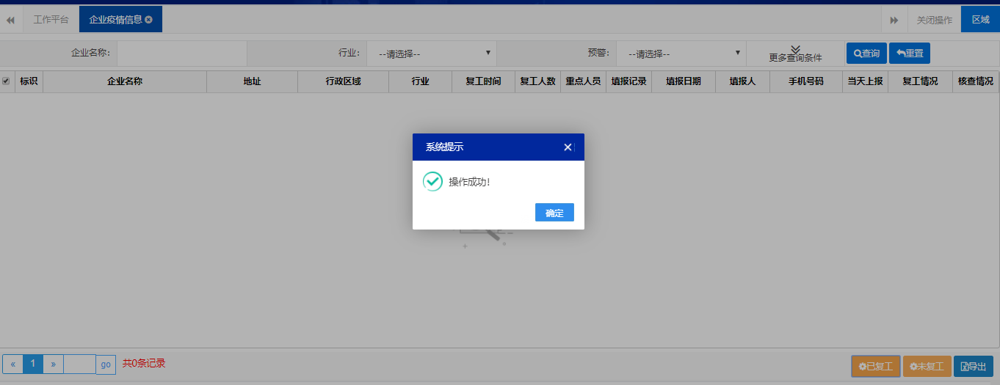 工作平台 企业疫情信息 关闭操作 区域
企业名称: 行业: --请选择-- 预警: --请选择-- 更多查询条件 查询 重置
标识 企业名称 地址 行政区域 行业 复工时间 复工人数 重点人员 填报记录 填报日期 填报人 手机号码 当天上报 复工情况 核查情况
系统提示
操作成功!
确定
« 1 » go 共0条记录 已复工 未复工 导出